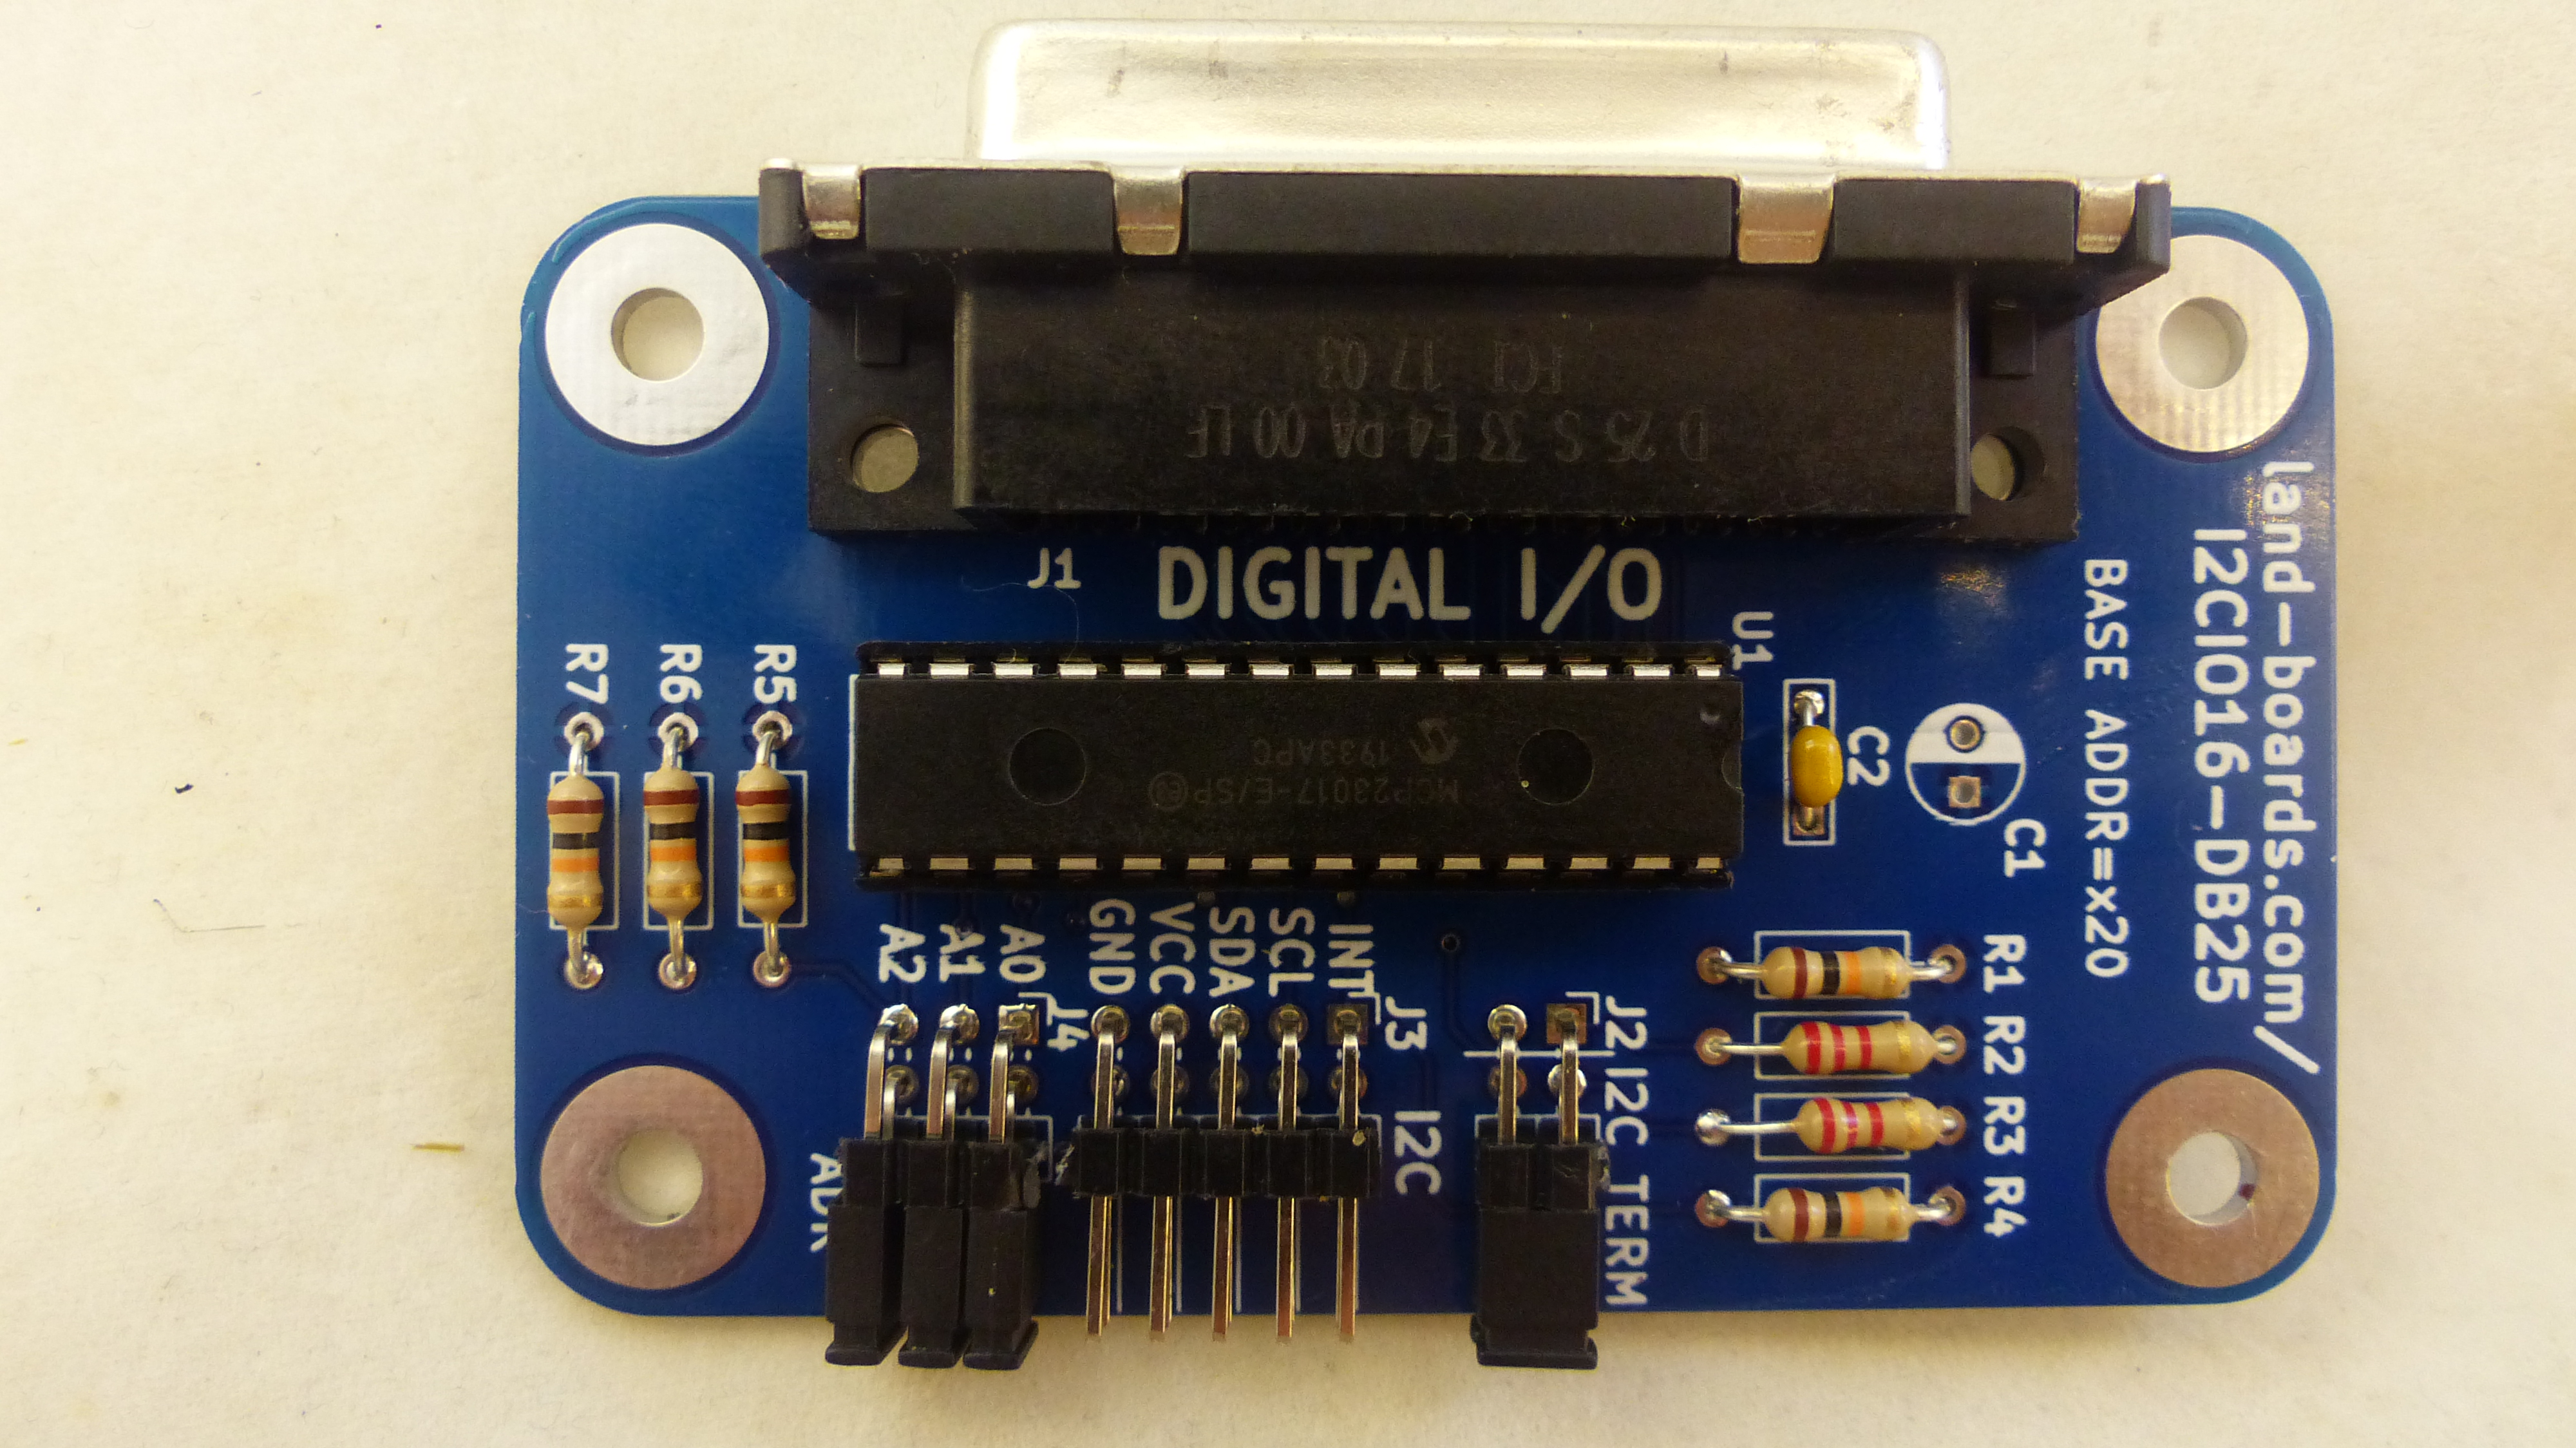 FCI 17 03
D 25 S 33 E4 PA 00 LF
J1
DIGITAL I/O
U1
R7
R6
R5
MCP23017-E/SP e3
1933APC
C2
C1
BASE ADDR=x20
I2CIO16-DB25
land-boards.com/
A2
A1
A0
GND
VCC
SDA
SCL
INT
J4
J3
J2
ADR
I2C
I2C TERM
R1
R2
R3
R4